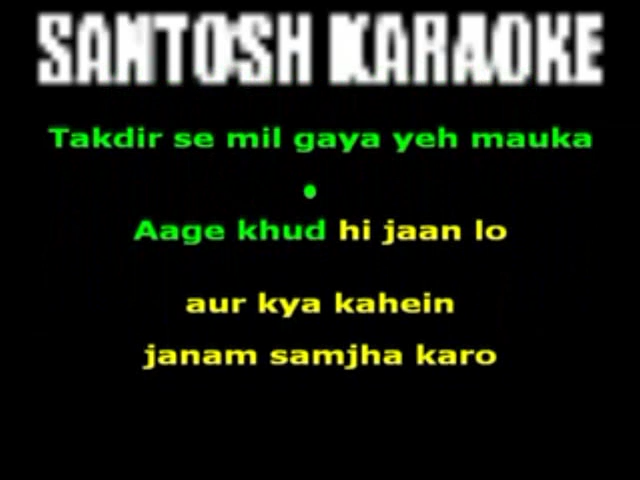 SANTOSH KARAOKE
Takdir se mil gaya yeh mauka
Aage khud hi jaan lo
aur kya kahein
janam samjha karo